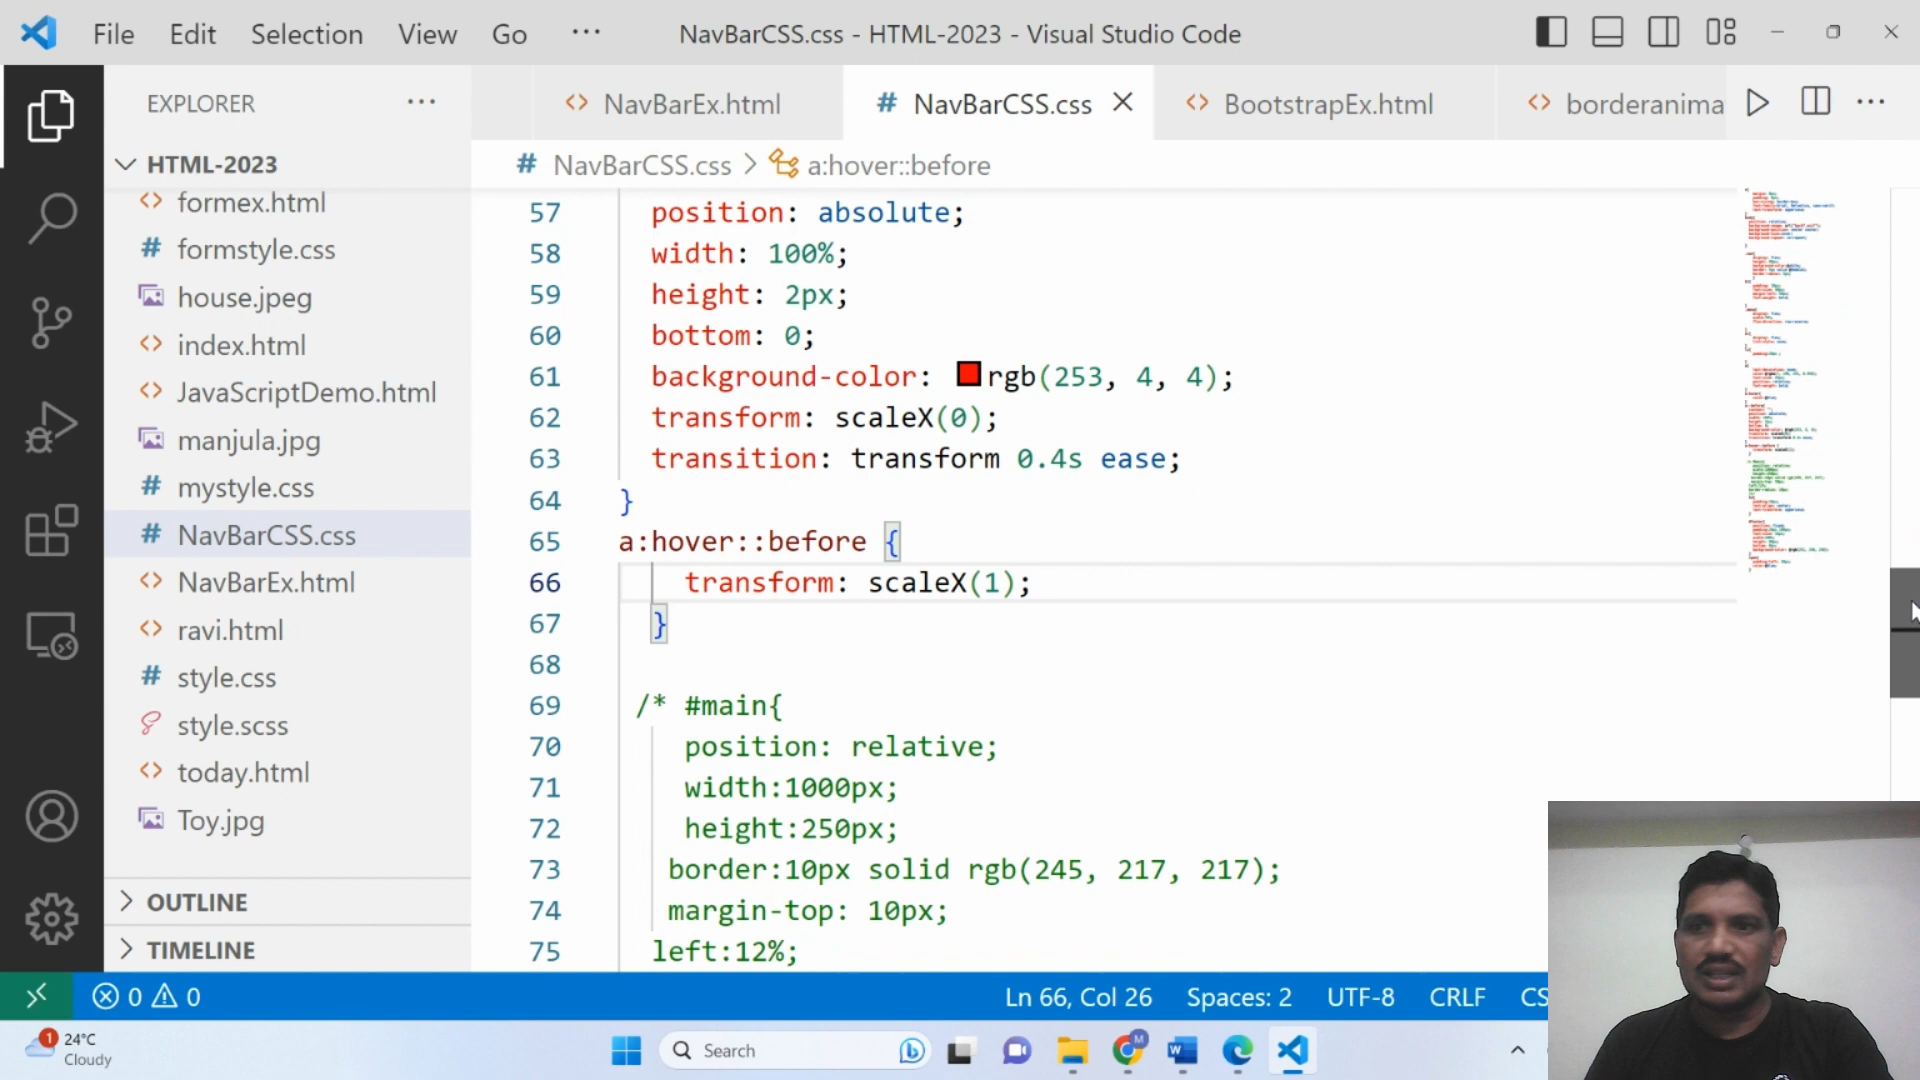 File Edit Selection View Go ··· NavBarCSS.css - HTML-2023 - Visual Studio Code
EXPLORER ···
HTML-2023
formex.html
formstyle.css
house.jpeg
index.html
JavaScriptDemo.html
manjula.jpg
mystyle.css
NavBarCSS.css
NavBarEx.html
ravi.html
style.css
style.scss
today.html
Toy.jpg
OUTLINE
TIMELINE
NavBarEx.html # NavBarCSS.css BootstrapEx.html borderanima
# NavBarCSS.css > a:hover::before
57 position: absolute;
58 width: 100%;
59 height: 2px;
60 bottom: 0;
61 background-color: rgb(253, 4, 4);
62 transform: scaleX(0);
63 transition: transform 0.4s ease;
64 }
65 a:hover::before {
66 transform: scaleX(1);
67 }
68
69 /* #main{
70 position: relative;
71 width:1000px;
72 height:250px;
73 border:10px solid rgb(245, 217, 217);
74 margin-top: 10px;
75 left:12%;
0 0 Ln 66, Col 26 Spaces: 2 UTF-8 CRLF CS
1 24°C
Cloudy
Search